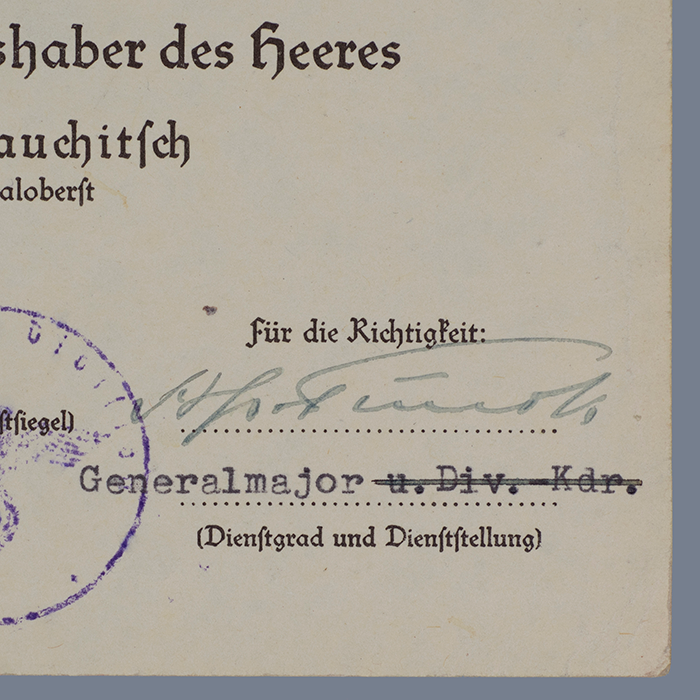 shaber des Heeres
auchitsch
aloberst
Für die Richtigkeit:
stsiegel)
Generalmajor u. Div. Kdr.
(Dienstgrad und Dienststellung)